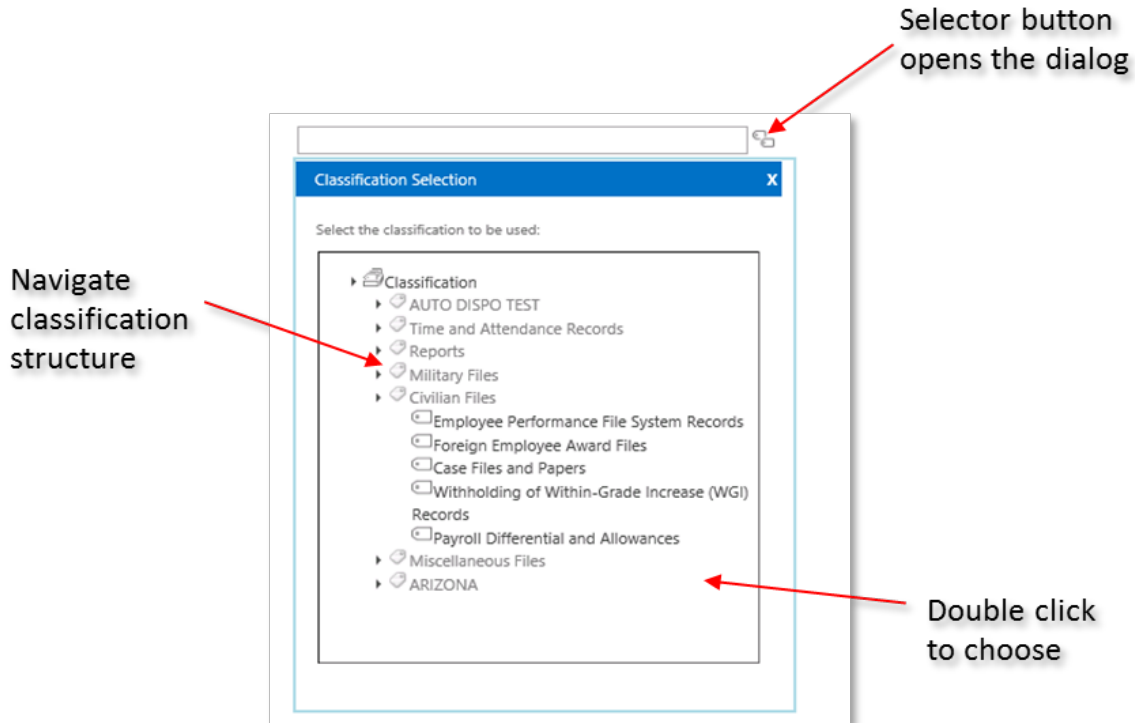 Selector button
opens the dialog
Classification Selection X
Select the classification to be used:
Navigate
classification
structure
Classification
AUTO DISPO TEST
Time and Attendance Records
Reports
Military Files
Civilian Files
Employee Performance File System Records
Foreign Employee Award Files
Case Files and Papers
Withholding of Within-Grade Increase (WGI)
Records
Payroll Differential and Allowances
Miscellaneous Files
ARIZONA
Double click
to choose